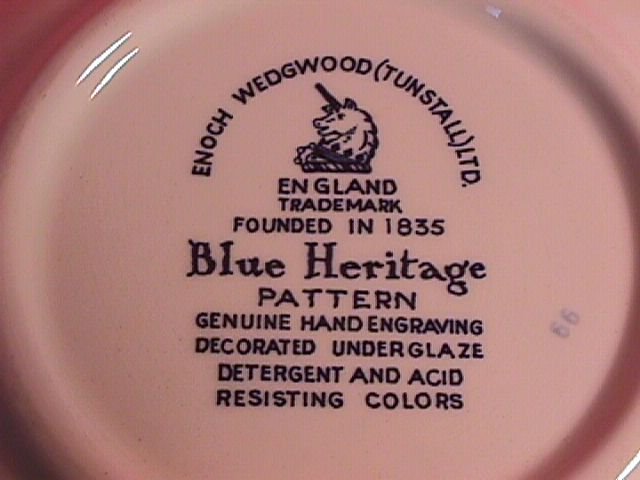 ENOCH WEDGWOOD (TUNSTALL) LTD.
ENGLAND
TRADEMARK
FOUNDED IN 1835
Blue Heritage
PATTERN
GENUINE HAND ENGRAVING
DECORATED UNDERGLAZE
DETERGENT AND ACID
RESISTING COLORS